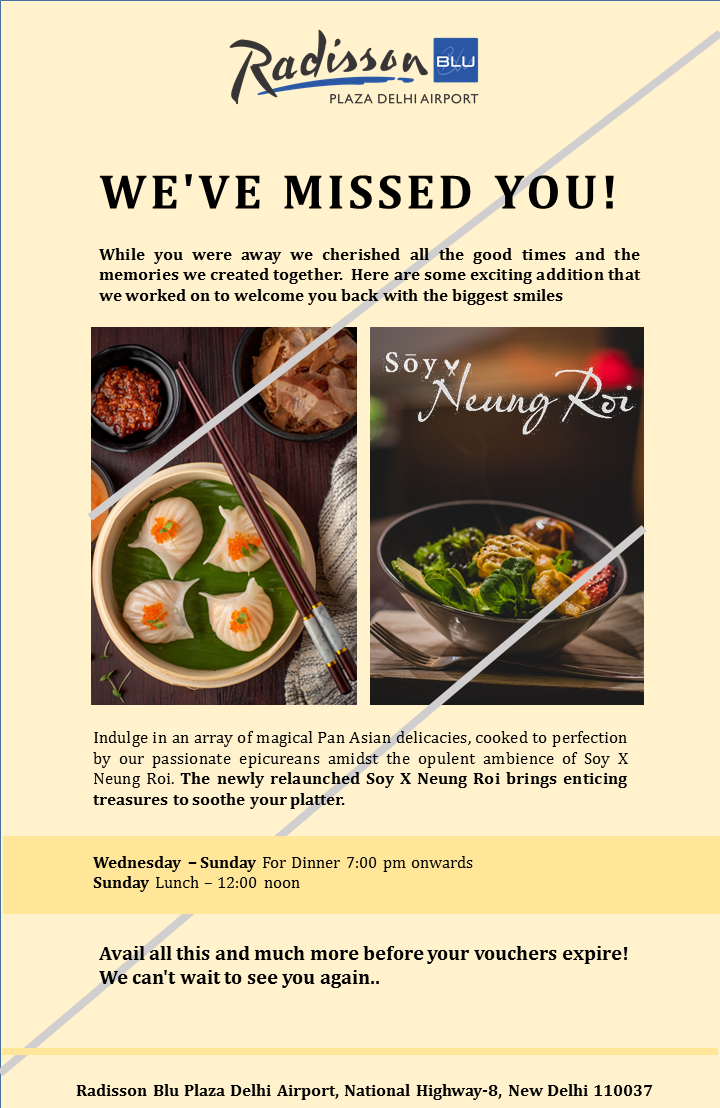 Radisson BLU
PLAZA DELHI AIRPORT
WE'VE MISSED YOU!
While you were away we cherished all the good times and the
memories we created together. Here are some exciting addition that
we worked on to welcome you back with the biggest smiles
Sōy X
Neung Roi
Indulge in an array of magical Pan Asian delicacies, cooked to perfection
by our passionate epicureans amidst the opulent ambience of Soy X
Neung Roi. The newly relaunched Soy X Neung Roi brings enticing
treasures to soothe your platter.
Wednesday – Sunday For Dinner 7:00 pm onwards
Sunday Lunch – 12:00 noon
Avail all this and much more before your vouchers expire!
We can't wait to see you again..
Radisson Blu Plaza Delhi Airport, National Highway-8, New Delhi 110037